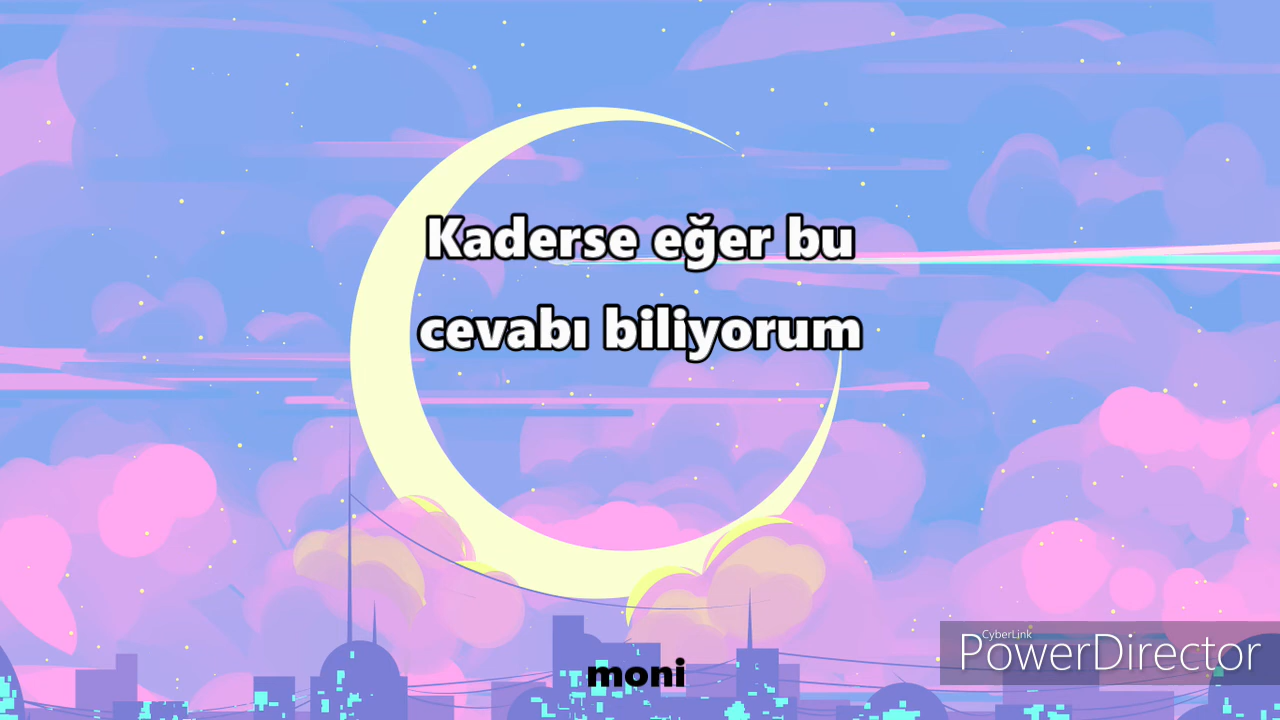 Kaderse eğer bu
cevabı biliyorum
CyberLink
PowerDirector
moni